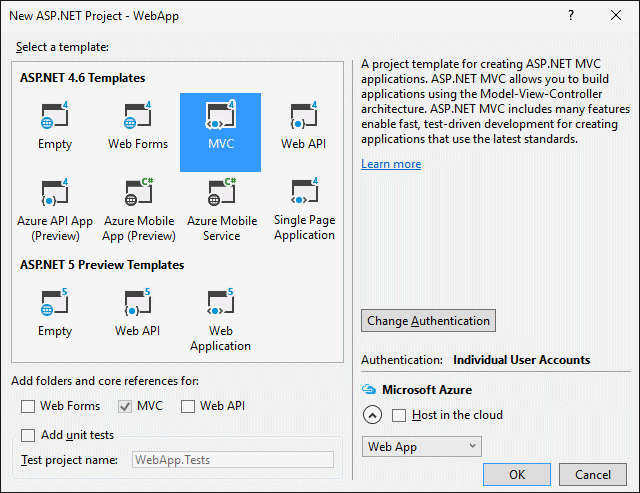 New ASP.NET Project - WebApp
?
Select a template:
ASP.NET 4.6 Templates
4
4
4
4
Empty
Web Forms
MVC
Web API
4
C#
C#
4
Azure API App
(Preview)
Azure Mobile
App (Preview)
Azure Mobile
Service
Single Page
Application
ASP.NET 5 Preview Templates
5
5
5
Empty
Web API
Web
Application
Add folders and core references for:
Web Forms
MVC
Web API
Add unit tests
Test project name:
WebApp.Tests
A project template for creating ASP.NET MVC
applications. ASP.NET MVC allows you to build
applications using the Model-View-Controller
architecture. ASP.NET MVC includes many features
enable fast, test-driven development for creating
applications that use the latest standards.
Learn more
Change Authentication
Authentication: Individual User Accounts
Microsoft Azure
Host in the cloud
Web App
OK
Cancel